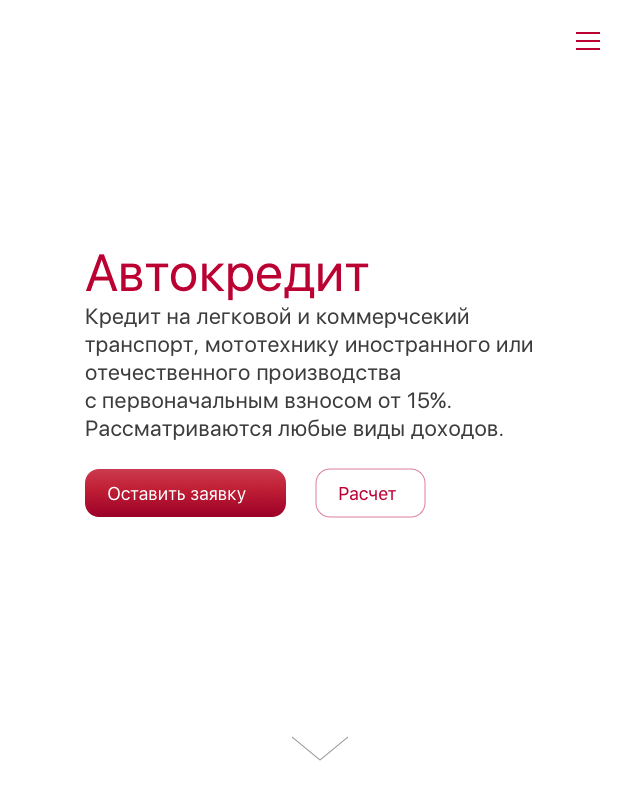 Автокредит
Кредит на легковой и коммерчсекий
транспорт, мототехнику иностранного или
отечественного производства
с первоначальным взносом от 15%.
Рассматриваются любые виды доходов.
Оставить заявку
Расчет